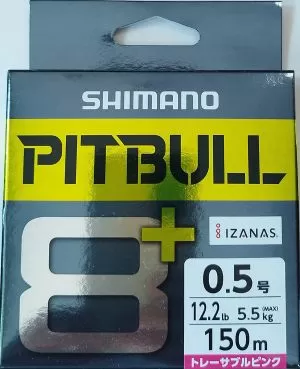 SHIMANO
PITBULL
8+
IZANAS
0.5号
12.2lb 5.5kg (MAX)
150m
トレーサブルピンク